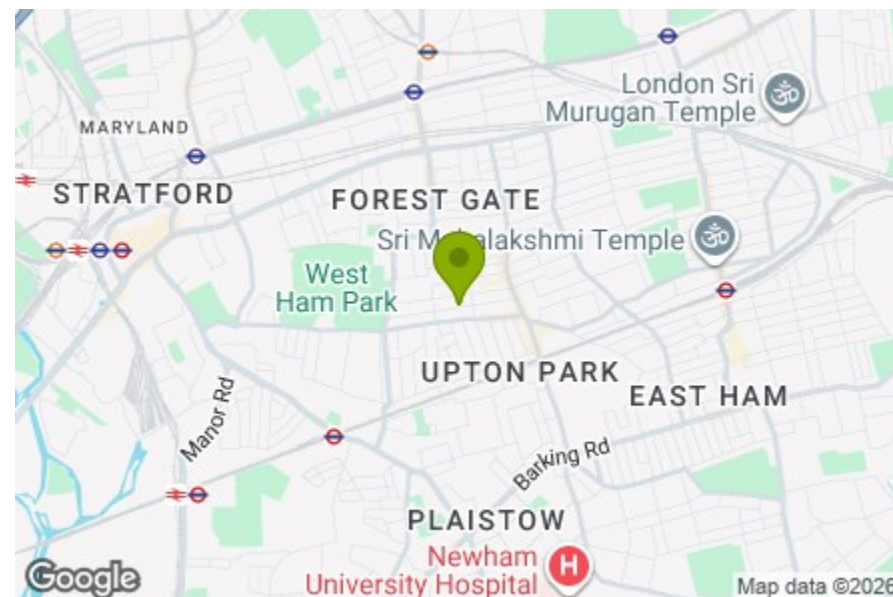 London Sri
Murugan Temple
MARYLAND
STRATFORD
FOREST GATE
Sri Mahalakshmi Temple
West
Ham Park
UPTON PARK
EAST HAM
Manor Rd
Barking Rd
PLAISTOW
Newham
University Hospital
H
Google
Map data ©2026